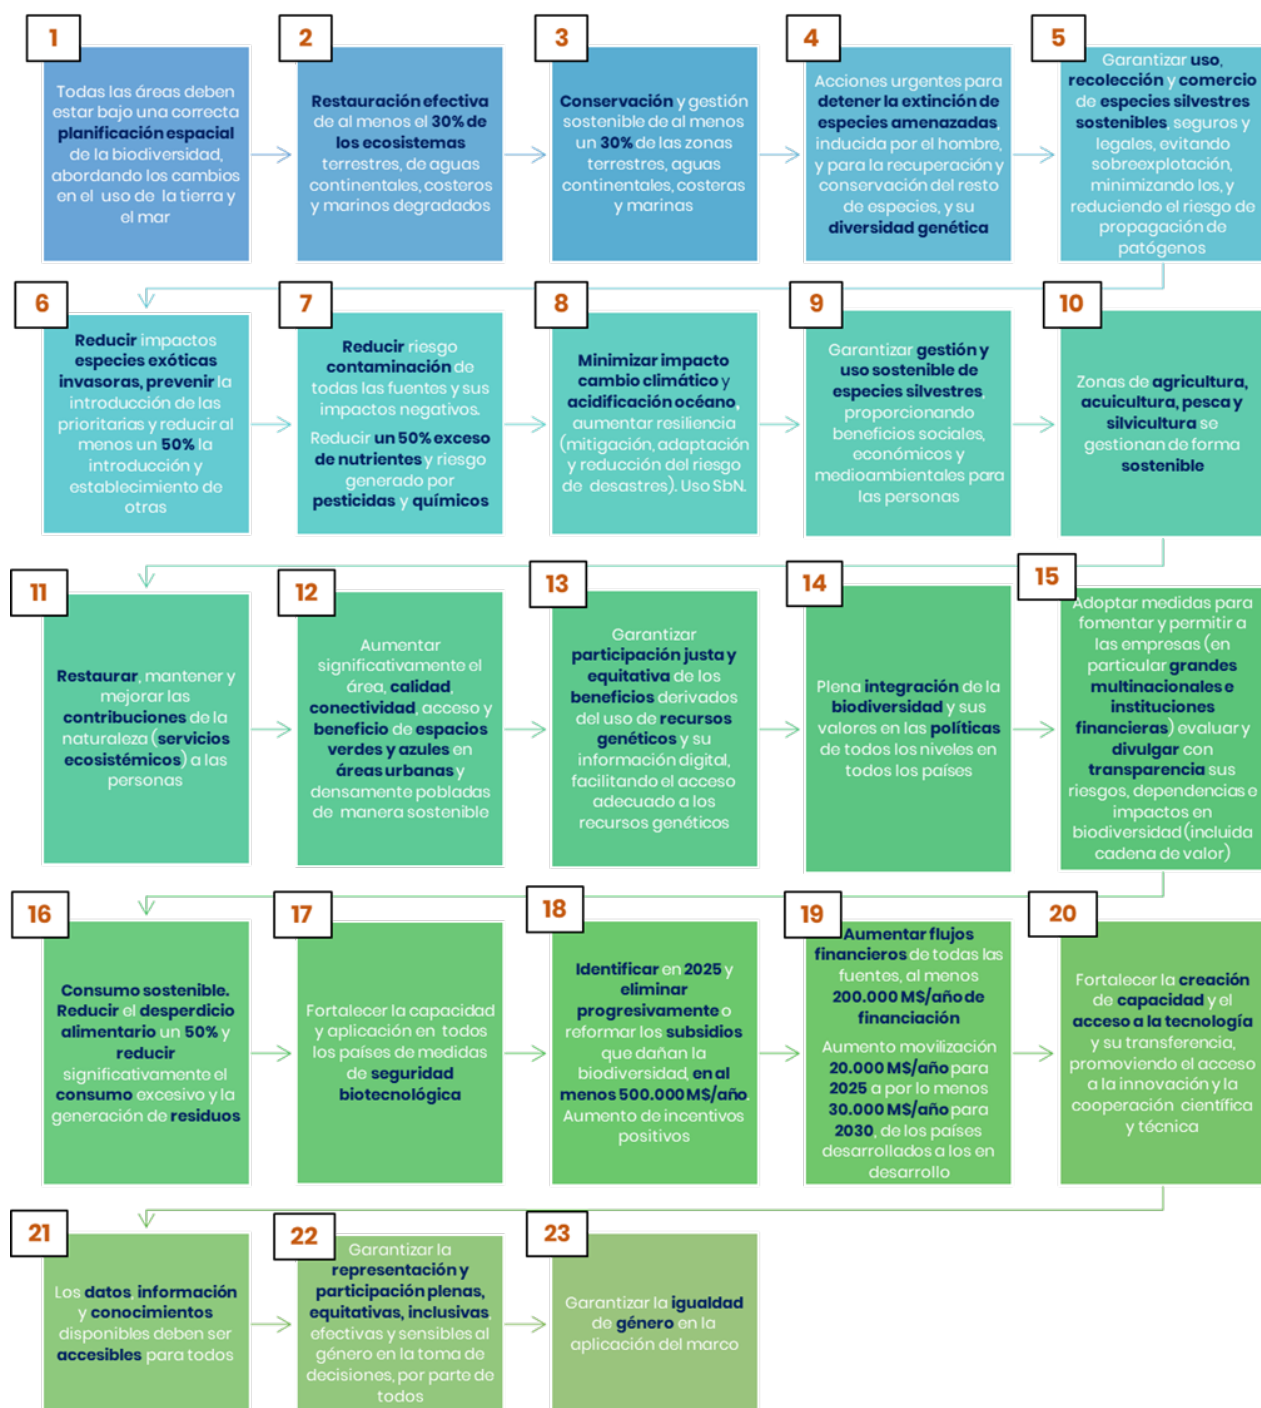 1
Todas las áreas deben
estar bajo una correcta
planificación espacial
de la biodiversidad,
abordando los cambios
en el uso de la tierra y
el mar
2
Restauración efectiva
de al menos el 30% de
los ecosistemas
terrestres, de aguas
continentales, costeros
y marinos degradados
3
Conservación y gestión
sostenible de al menos
un 30% de las zonas
terrestres, aguas
continentales, costeras
y marinas
4
Acciones urgentes para
detener la extinción de
especies amenazadas,
inducida por el hombre,
y para la recuperación y
conservación del resto
de especies, y su
diversidad genética
5
Garantizar uso,
recolección y comercio
de especies silvestres
sostenibles, seguros y
legales, evitando
sobreexplotación,
minimizando los, y
reduciendo el riesgo de
propagación de
patógenos
6
Reducir impactos
especies exóticas
invasoras, prevenir la
introducción de las
prioritarias y reducir al
menos un 50% la
introducción y
establecimiento de
otras
7
Reducir riesgo
contaminación de
todas las fuentes y sus
impactos negativos.
Reducir un 50% exceso
de nutrientes y riesgo
generado por
pesticidas y químicos
8
Minimizar impacto
cambio climático y
acidificación océano,
aumentar resiliencia
(mitigación, adaptación
y reducción del riesgo
de desastres). Uso SbN.
9
Garantizar gestión y
uso sostenible de
especies silvestres,
proporcionando
beneficios sociales,
económicos y
medioambientales para
las personas
10
Zonas de agricultura,
acuicultura, pesca y
silvicultura se
gestionan de forma
sostenible
11
Restaurar, mantener y
mejorar las
contribuciones de la
naturaleza (servicios
ecosistémicos) a las
personas
12
Aumentar
significativamente el
área, calidad,
conectividad, acceso y
beneficio de espacios
verdes y azules en
áreas urbanas y
densamente pobladas
de manera sostenible
13
Garantizar
participación justa y
equitativa de los
beneficios derivados
del uso de recursos
genéticos y su
información digital,
facilitando el acceso
adecuado a los
recursos genéticos
14
Plena integración de la
biodiversidad y sus
valores en las políticas
de todos los niveles en
todos los países
15
Adoptar medidas para
fomentar y permitir a
las empresas (en
particular grandes
multinacionales e
instituciones
financieras) evaluar y
divulgar con
transparencia sus
riesgos, dependencias e
impactos en
biodiversidad (incluida
cadena de valor)
16
Consumo sostenible.
Reducir el desperdicio
alimentario un 50% y
reducir
significativamente el
consumo excesivo y la
generación de residuos
17
Fortalecer la capacidad
y aplicación en todos
los países de medidas
de seguridad
biotecnológica
18
Identificar en 2025 y
eliminar
progresivamente o
reformar los subsidios
que dañan la
biodiversidad, en al
menos 500.000 M$/año.
Aumento de incentivos
positivos
19
Aumentar flujos
financieros de todas las
fuentes, al menos
200.000 M$/año de
financiación
Aumento movilización
20.000 M$/año para
2025 a por lo menos
30.000 M$/año para
2030, de los países
desarrollados a los en
desarrollo
20
Fortalecer la creación
de capacidad y el
acceso a la tecnología
y su transferencia,
promoviendo el acceso
a la innovación y la
cooperación científica
y técnica
21
Los datos, información
y conocimientos
disponibles deben ser
accesibles para todos
22
Garantizar la
representación y
participación plenas,
equitativas, inclusivas,
efectivas y sensibles al
género en la toma de
decisiones, por parte de
todos
23
Garantizar la igualdad
de género en la
aplicación del marco